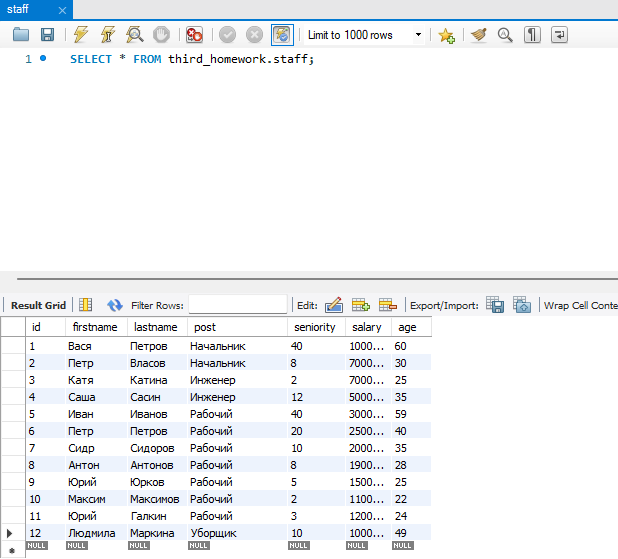 staff
Limit to 1000 rows
1 SELECT * FROM third_homework.staff;
Result Grid Filter Rows: Edit: Export/Import: Wrap Cell Conte
id firstname lastname post seniority salary age
1 Вася Петров Начальник 40 1000... 60
2 Петр Власов Начальник 8 7000... 30
3 Катя Катина Инженер 2 7000... 25
4 Саша Сасин Инженер 12 5000... 35
5 Иван Иванов Рабочий 40 3000... 59
6 Петр Петров Рабочий 20 2500... 40
7 Сидр Сидоров Рабочий 10 2000... 35
8 Антон Антонов Рабочий 8 1900... 28
9 Юрий Юрков Рабочий 5 1500... 25
10 Максим Максимов Рабочий 2 1100... 22
11 Юрий Галкин Рабочий 3 1200... 24
12 Людмила Маркина Уборщик 10 1000... 49
NULL NULL NULL NULL NULL NULL NULL